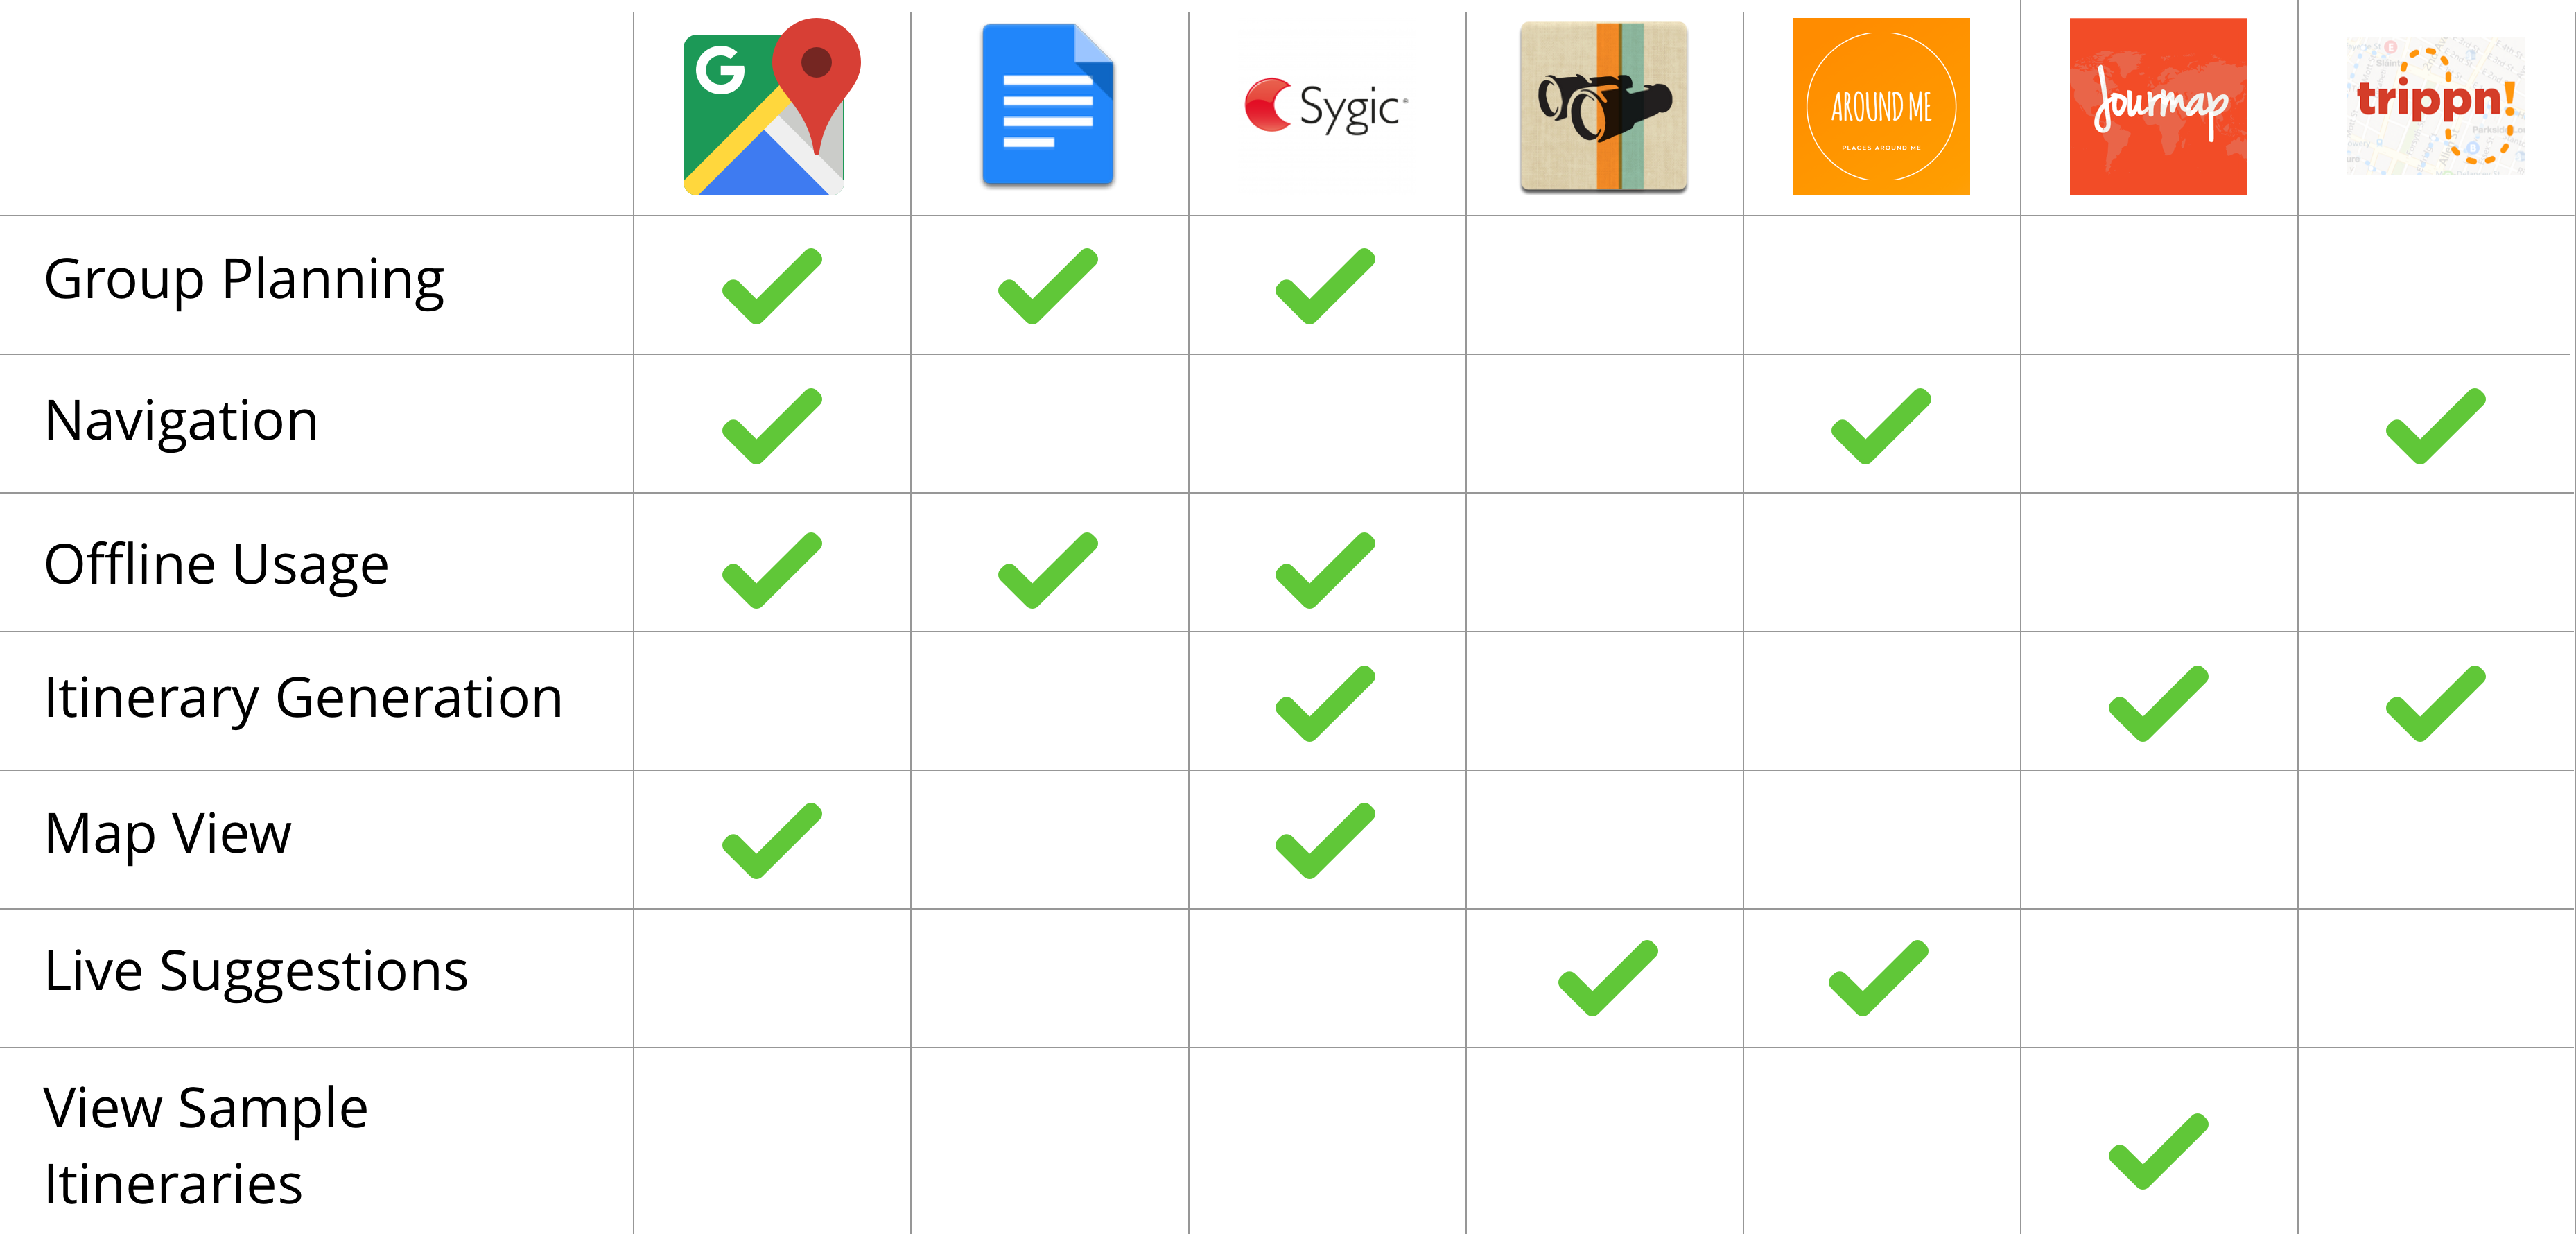 G
Sygic
AROUND ME
PLACES AROUND ME
Jourmap
trippn!
Group Planning
Navigation
Offline Usage
Itinerary Generation
Map View
Live Suggestions
View Sample
Itineraries